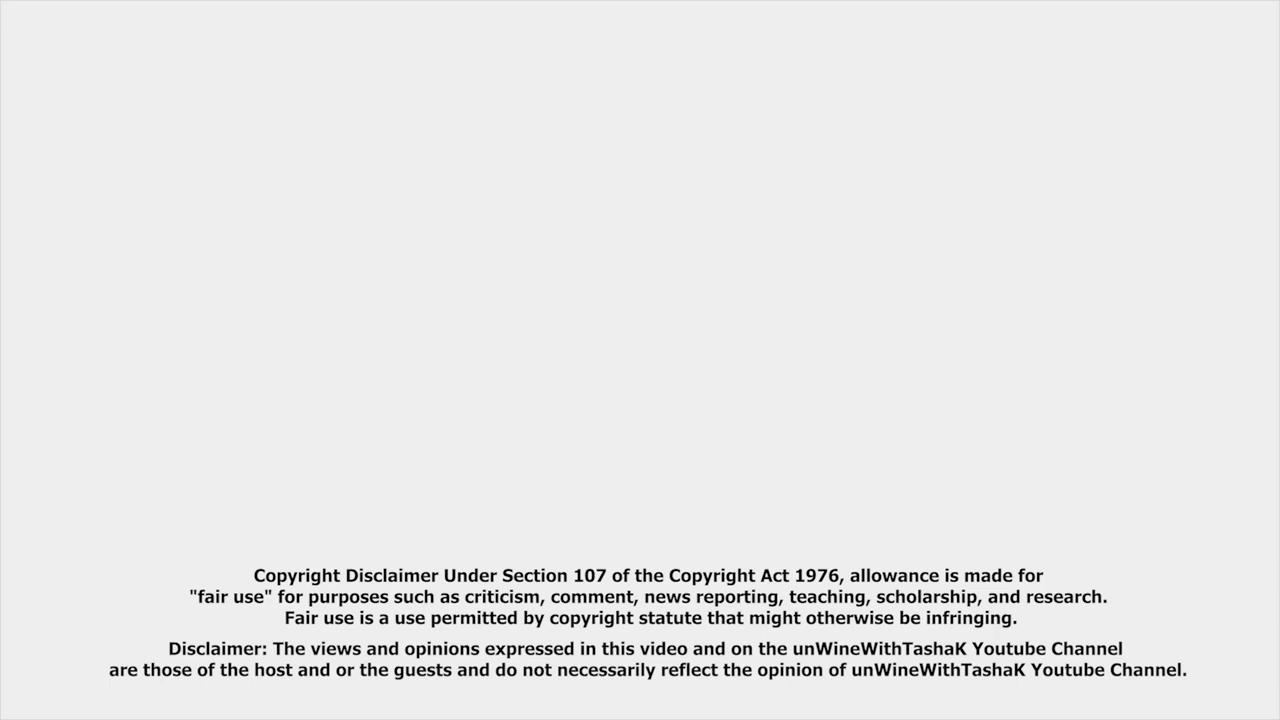 Copyright Disclaimer Under Section 107 of the Copyright Act 1976, allowance is made for
"fair use" for purposes such as criticism, comment, news reporting, teaching, scholarship, and research.
Fair use is a use permitted by copyright statute that might otherwise be infringing.
Disclaimer: The views and opinions expressed in this video and on the unWineWithTashaK Youtube Channel
are those of the host and or the guests and do not necessarily reflect the opinion of unWineWithTashaK Youtube Channel.